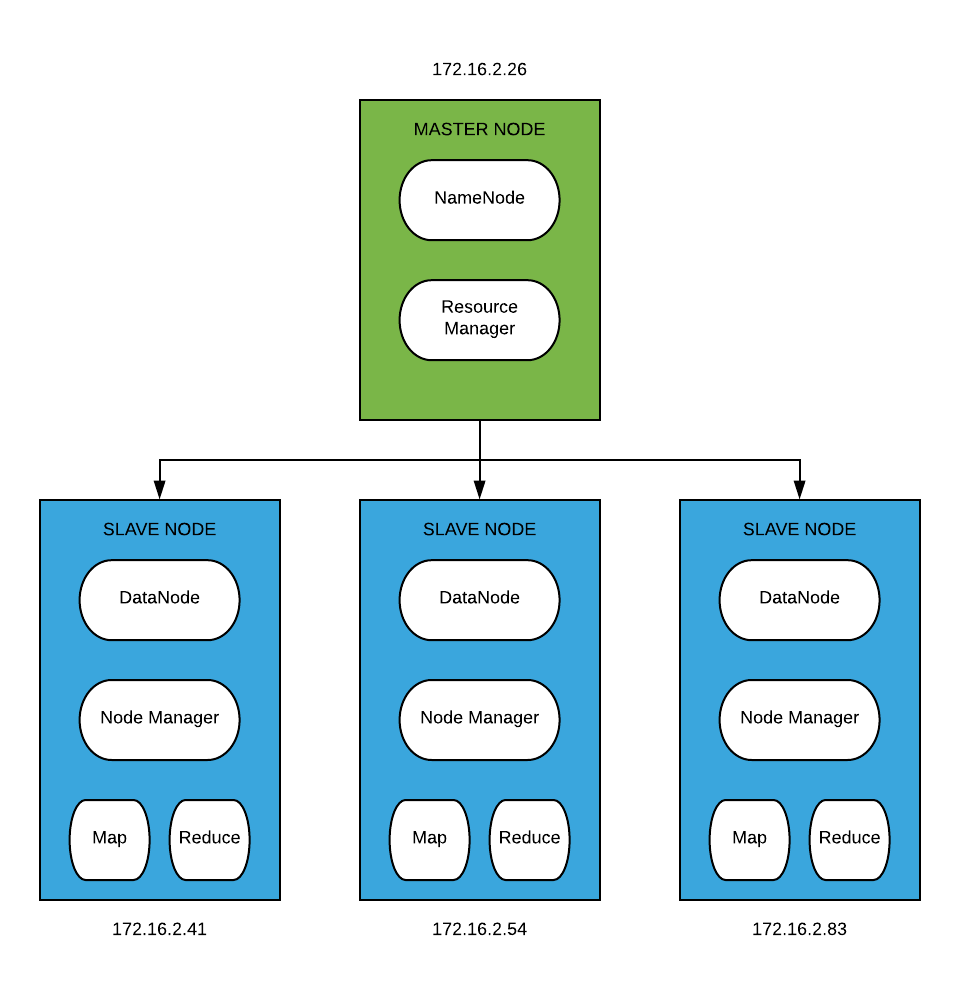 172.16.2.26
MASTER NODE
NameNode
Resource
Manager
SLAVE NODE
DataNode
Node Manager
Map
Reduce
172.16.2.41
SLAVE NODE
DataNode
Node Manager
Map
Reduce
172.16.2.54
SLAVE NODE
DataNode
Node Manager
Map
Reduce
172.16.2.83